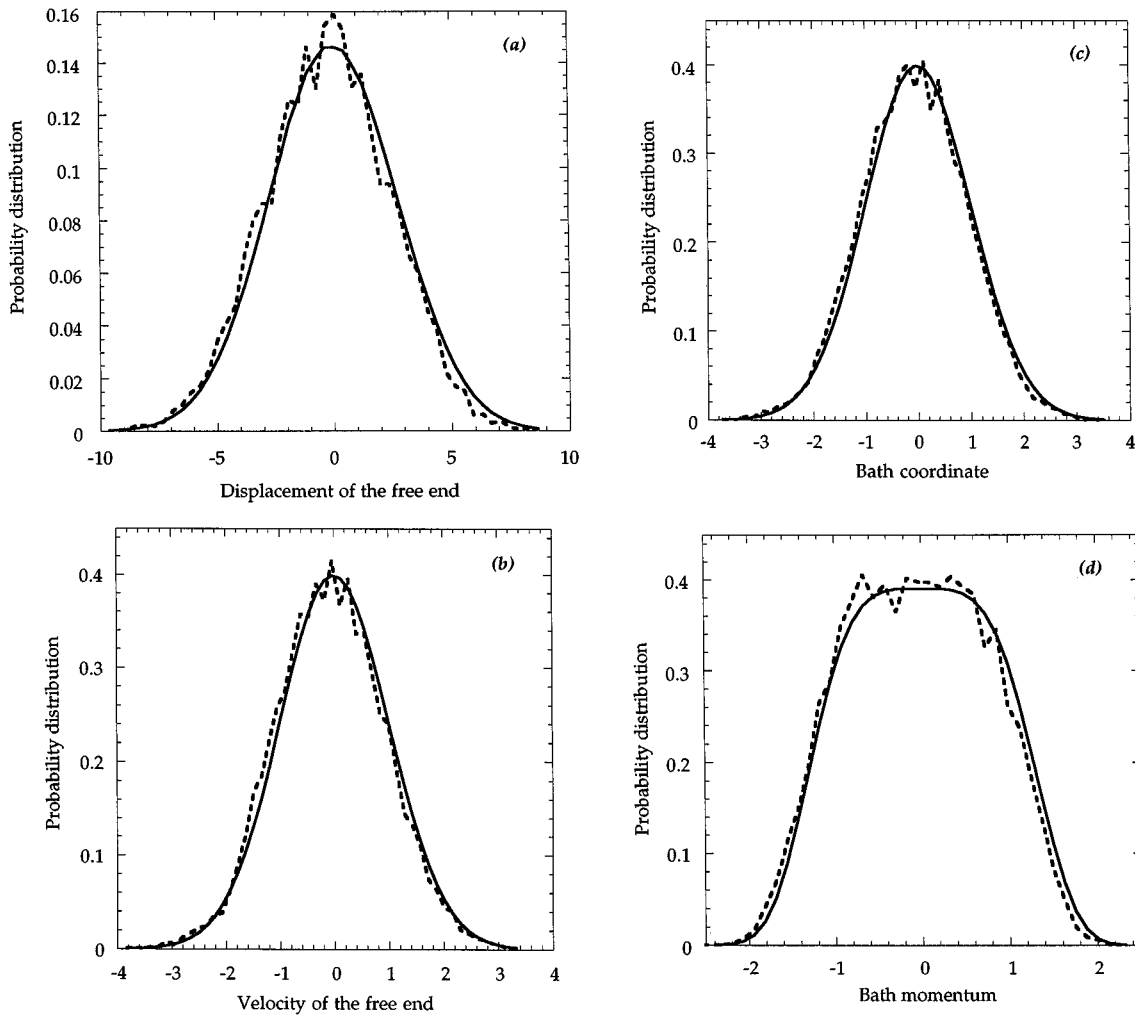 (a)
Probability distribution
0.16
0.14
0.12
0.10
0.08
0.06
0.04
0.02
0
-10 -5 0 5 10
Displacement of the free end
(c)
Probability distribution
0.4
0.3
0.2
0.1
0
-4 -3 -2 -1 0 1 2 3 4
Bath coordinate
(b)
Probability distribution
0.4
0.3
0.2
0.1
0
-4 -3 -2 -1 0 1 2 3 4
Velocity of the free end
(d)
Probability distribution
0.4
0.3
0.2
0.1
0
-2 -1 0 1 2
Bath momentum